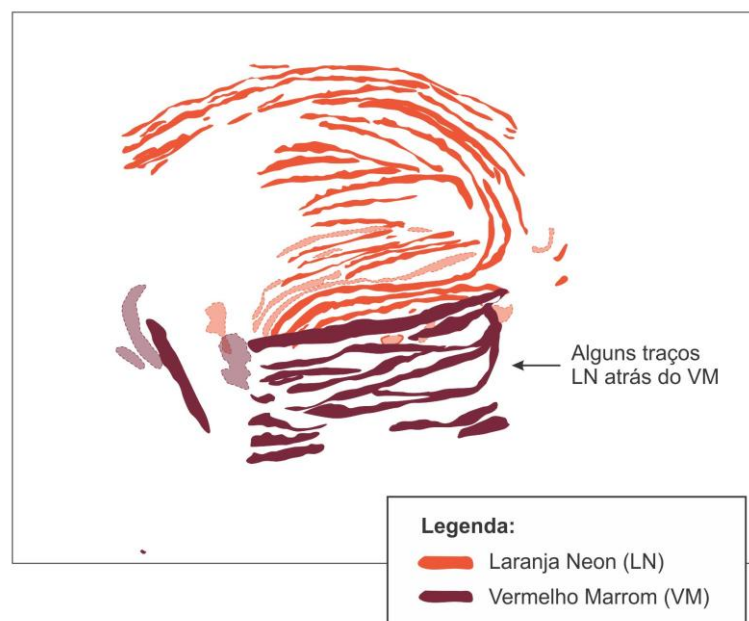 Alguns traços
LN atrás do VM
Legenda:
Laranja Neon (LN)
Vermelho Marrom (VM)